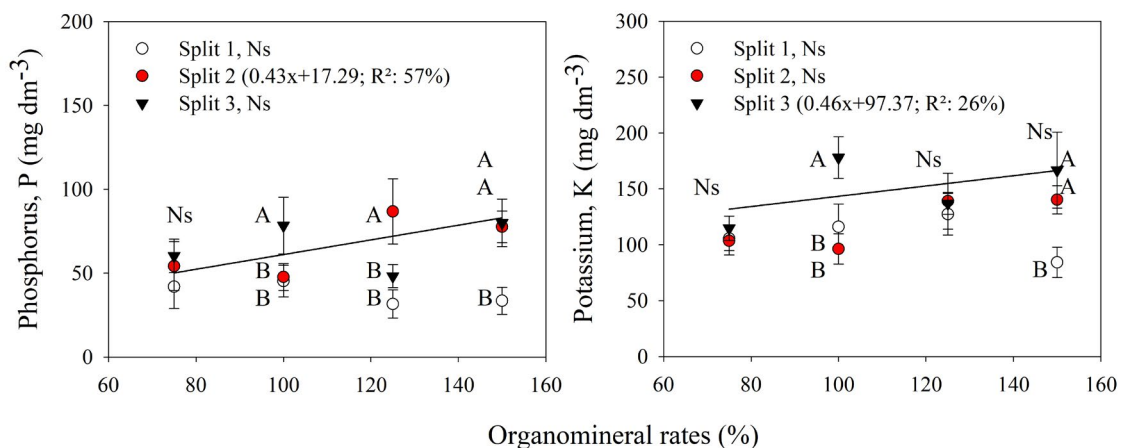 Phosphorus, P (mg dm-3)
200
150
100
50
0
60
80
100
120
140
160
Split 1, Ns
Split 2 (0.43x+17.29; R²: 57%)
Split 3, Ns
Ns
A
B
B
A
B
B
A
A
B
Potassium, K (mg dm-3)
300
250
200
150
100
50
0
60
80
100
120
140
160
Split 1, Ns
Split 2, Ns
Split 3 (0.46x+97.37; R²: 26%)
Ns
A
B
B
Ns
Ns
A
A
B
Organomineral rates (%)